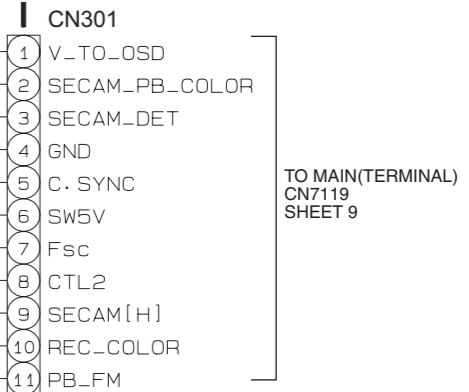 I CN301
1 V_TO_OSD
2 SECAM_PB_COLOR
3 SECAM_DET
4 GND
5 C.SYNC
6 SW5V
7 Fsc
8 CTL2
9 SECAM[H]
10 REC_COLOR
11 PB_FM
TO MAIN(TERMINAL)
CN7119
SHEET 9